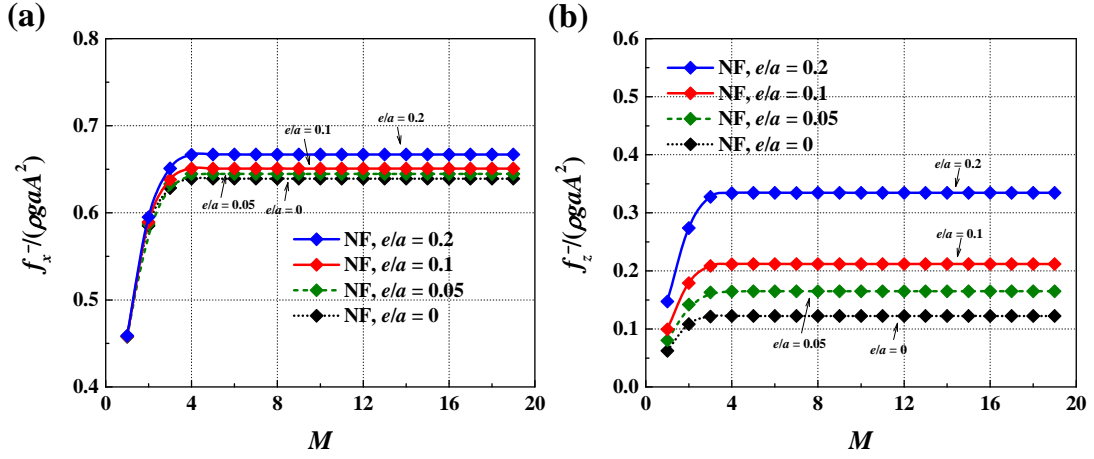 (a)
0.8
0.7
0.6
0.5
0.4
f_x^-/(ρgaA^2)
e/a = 0.1
e/a = 0.2
e/a = 0.05
e/a = 0
NF, e/a = 0.2
NF, e/a = 0.1
NF, e/a = 0.05
NF, e/a = 0
0 4 8 12 16 20
M
(b)
0.6
0.5
0.4
0.3
0.2
0.1
0.0
f_z^-/(ρgaA^2)
NF, e/a = 0.2
NF, e/a = 0.1
NF, e/a = 0.05
NF, e/a = 0
e/a = 0.2
e/a = 0.1
e/a = 0.05
e/a = 0
0 4 8 12 16 20
M